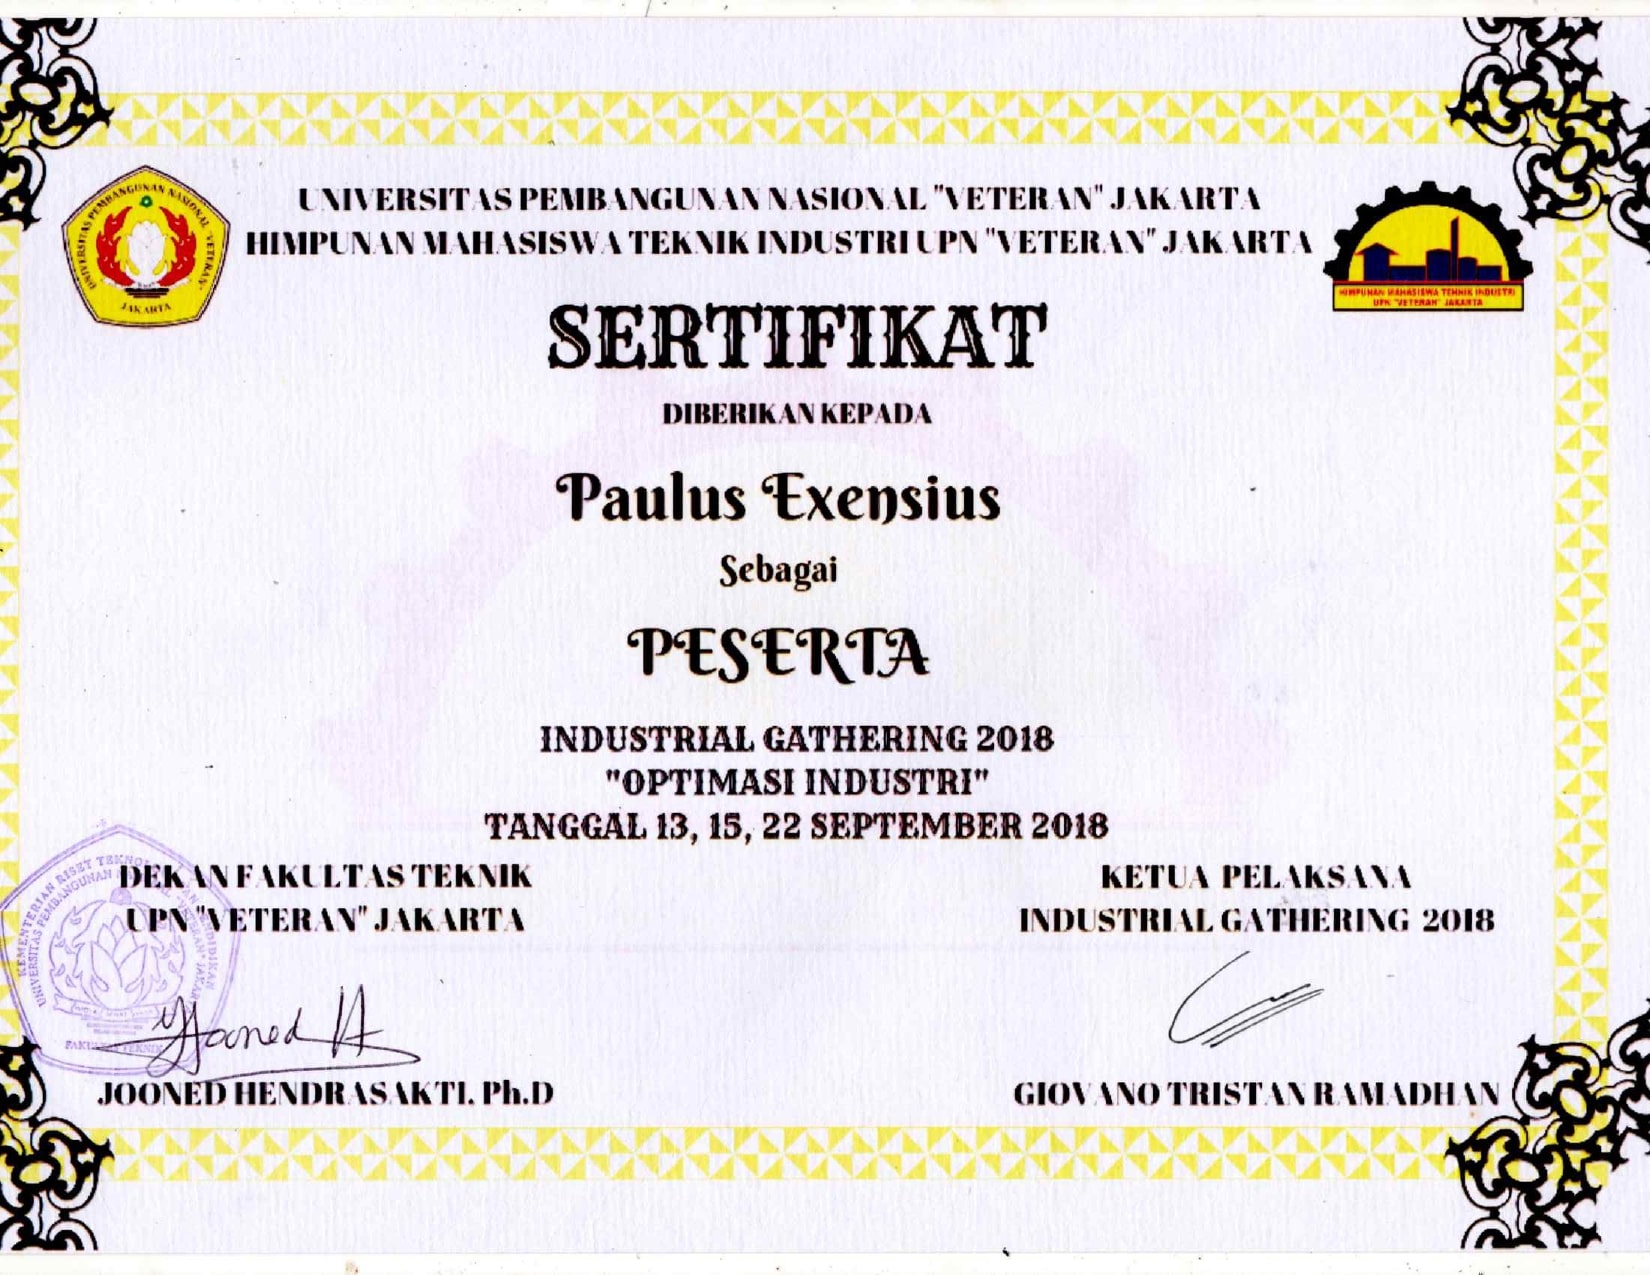 UNIVERSITAS PEMBANGUNAN NASIONAL "VETERAN" JAKARTA
HIMPUNAN MAHASISWA TEKNIK INDUSTRI UPN "VETERAN" JAKARTA
UNIVERSITAS PEMBANGUNAN NASIONAL "VETERAN"
JAKARTA
HIMPUNAN MAHASISWA TEKNIK INDUSTRI
UPN "VETERAN" JAKARTA
SERTIFIKAT
DIBERIKAN KEPADA
Paulus Exensius
Sebagai
PESERTA
INDUSTRIAL GATHERING 2018
"OPTIMASI INDUSTRI"
TANGGAL 13, 15, 22 SEPTEMBER 2018
DEKAN FAKULTAS TEKNIK
UPN "VETERAN" JAKARTA
KETUA PELAKSANA
INDUSTRIAL GATHERING 2018
KEMENTERIAN RISET TEKNOLOGI DAN PENDIDIKAN
UNIVERSITAS PEMBANGUNAN "VETERAN" JAKARTA
FAKULTAS TEKNIK
Jooned H
JOONED HENDRASAKTI, Ph.D
GIOVANO TRISTAN RAMADHAN